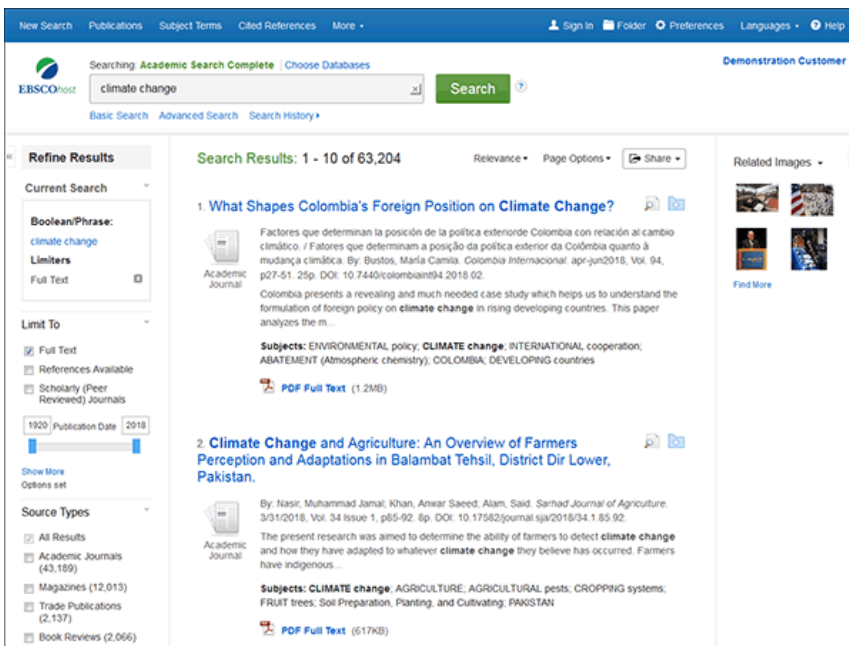 New Search Publications Subject Terms Cited References More
Sign In Folder Preferences Languages Help
Searching: Academic Search Complete Choose Databases
Demonstration Customer
EBSCOhost
climate change
Search
Basic Search Advanced Search Search History
Refine Results
Current Search
Boolean/Phrase:
climate change
Limiters
Full Text
Limit To
Full Text
References Available
Scholarly (Peer
Reviewed) Journals
1920 Publication Date 2018
Show More
Options set
Source Types
All Results
Academic Journals
(43,189)
Magazines (12,013)
Trade Publications
(2,137)
Book Reviews (2,066)
Search Results: 1 - 10 of 63,204
Relevance Page Options Share
1. What Shapes Colombia's Foreign Position on Climate Change?
Academic
Journal
Factores que determinan la posición de la política exteriorde Colombia con relación al cambio
climático. / Fatores que determinam a posição da política exterior da Colômbia quanto à
mudança climática. By: Bustos, María Camila. Colombia Internacional. apr-jun2018, Vol. 94,
p27-51. 25p. DOI: 10.7440/colombiaint94.2018.02.
Colombia presents a revealing and much needed case study which helps us to understand the
formulation of foreign policy on climate change in rising developing countries. This paper
analyzes the m...
Subjects: ENVIRONMENTAL policy; CLIMATE change; INTERNATIONAL cooperation;
ABATEMENT (Atmospheric chemistry); COLOMBIA; DEVELOPING countries
PDF Full Text (1.2MB)
2. Climate Change and Agriculture: An Overview of Farmers
Perception and Adaptations in Balambat Tehsil, District Dir Lower,
Pakistan.
Academic
Journal
By: Nasir, Muhammad Jamal; Khan, Anwar Saeed; Alam, Said. Sarhad Journal of Agriculture.
3/31/2018, Vol. 34 Issue 1, p85-92. 8p. DOI: 10.17582/journal.sja/2018/34.1.85.92.
The present research was aimed to determine the ability of farmers to detect climate change
and how they have adapted to whatever climate change they believe has occurred. Farmers
have indigenous...
Subjects: CLIMATE change; AGRICULTURE; AGRICULTURAL pests; CROPPING systems;
FRUIT trees; Soil Preparation, Planting, and Cultivating; PAKISTAN
PDF Full Text (617KB)
Related Images
Find More